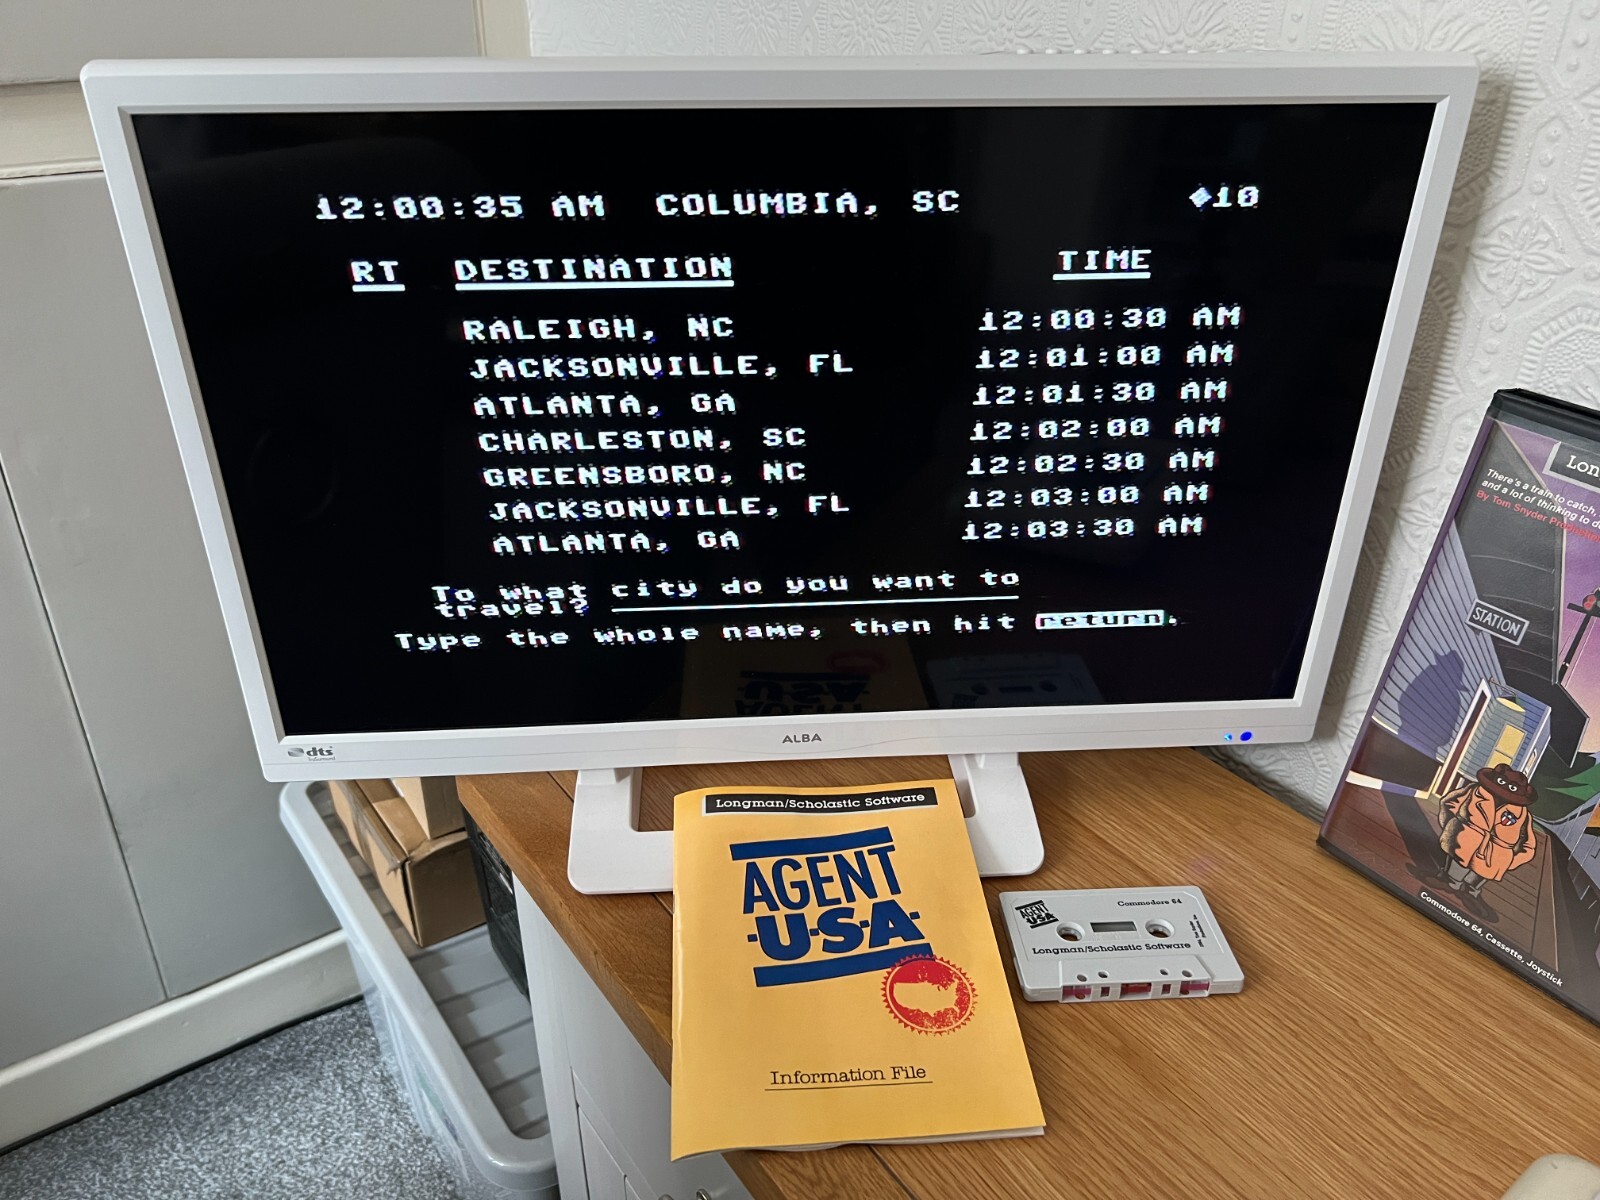 12:00:35 AM COLUMBIA, SC ◆10
RT DESTINATION TIME
RALEIGH, NC 12:00:30 AM
JACKSONVILLE, FL 12:01:00 AM
ATLANTA, GA 12:01:30 AM
CHARLESTON, SC 12:02:00 AM
GREENSBORO, NC 12:02:30 AM
JACKSONVILLE, FL 12:03:00 AM
ATLANTA, GA 12:03:30 AM
To what city do you want to
travel?
Type the whole name, then hit return.
dts
ALBA
Longman/Scholastic Software
AGENT
U·S·A
Information File
AGENT
USA
Commodore 64
Longman/Scholastic Software
Lon
There's a train to catch,
and a lot of thinking to d
By Tom Snyder Produc
STATION
Commodore 64, Cassette, Joystick